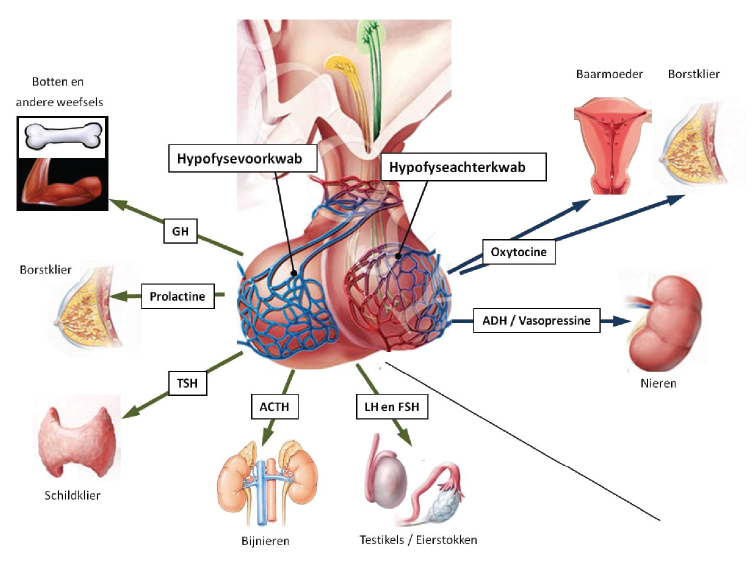 Botten en
andere weefsels
Baarmoeder
Borstklier
Hypofysevoorkwab
Hypofyseachterkwab
GH
Oxytocine
Borstklier
Prolactine
ADH / Vasopressine
Nieren
TSH
ACTH
LH en FSH
Schildklier
Bijnieren
Testikels / Eierstokken